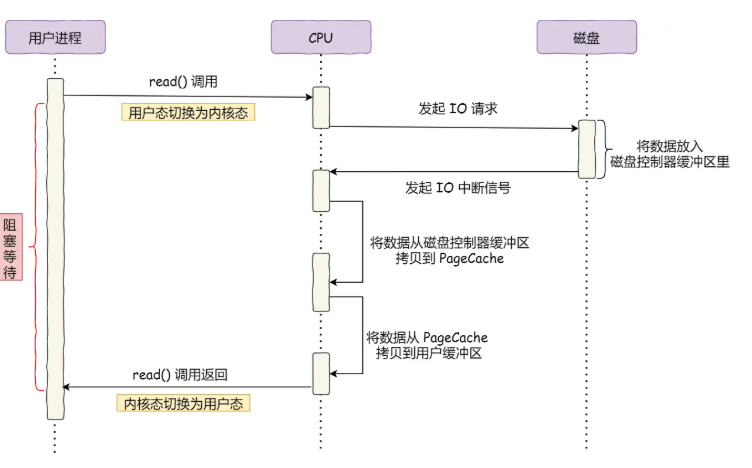 用户进程
CPU
磁盘
read() 调用
用户态切换为内核态
发起 IO 请求
将数据放入
磁盘控制器缓冲区里
发起 IO 中断信号
阻
塞
等
待
将数据从磁盘控制器缓冲区
拷贝到 PageCache
将数据从 PageCache
拷贝到用户缓冲区
read() 调用返回
内核态切换为用户态